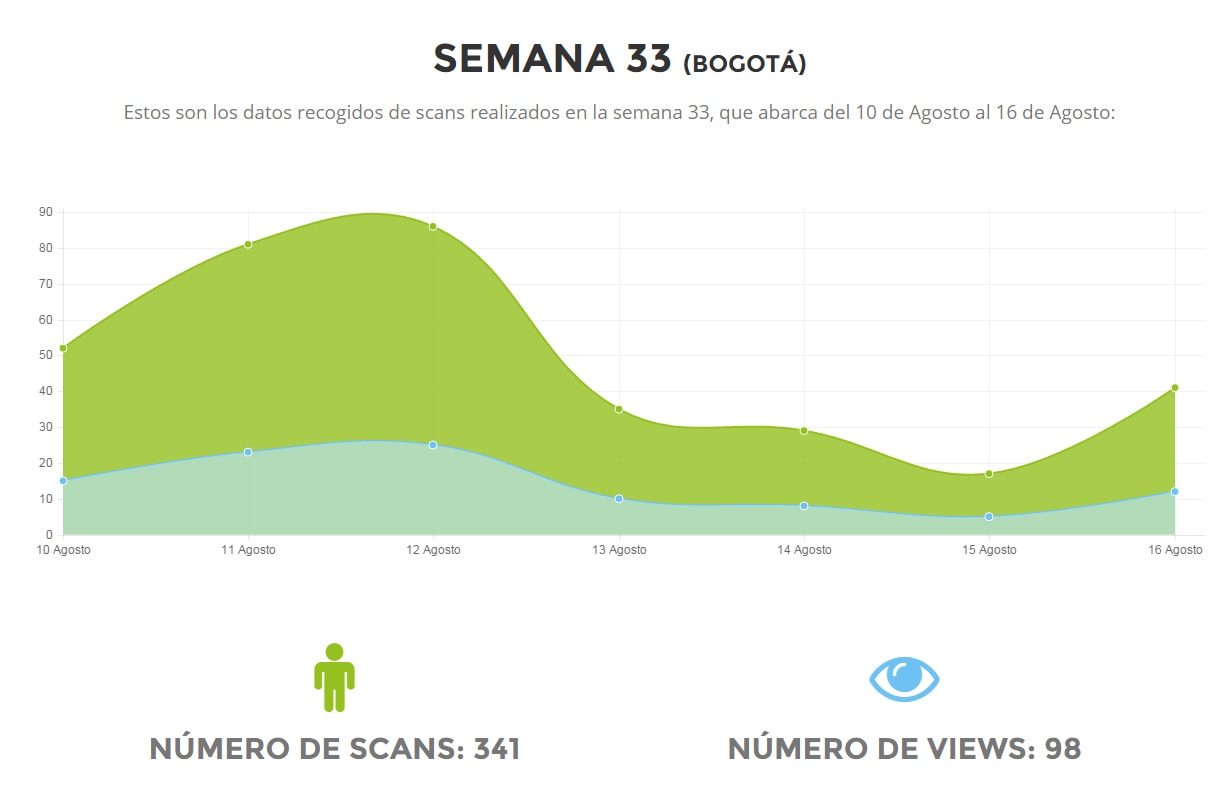 SEMANA 33 (BOGOTÁ)
Estos son los datos recogidos de scans realizados en la semana 33, que abarca del 10 de Agosto al 16 de Agosto:
90
80
70
60
50
40
30
20
10
0
10 Agosto 11 Agosto 12 Agosto 13 Agosto 14 Agosto 15 Agosto 16 Agosto
NÚMERO DE SCANS: 341 NÚMERO DE VIEWS: 98